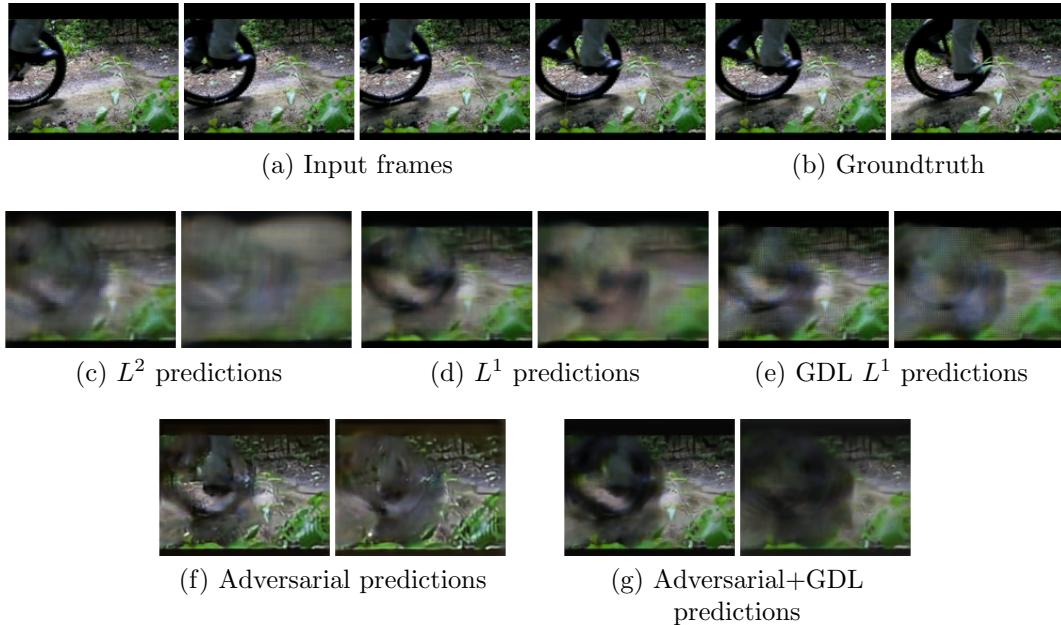 (a) Input frames
(b) Groundtruth
(c) L² predictions
(d) L¹ predictions
(e) GDL L¹ predictions
(f) Adversarial predictions
(g) Adversarial+GDL
predictions